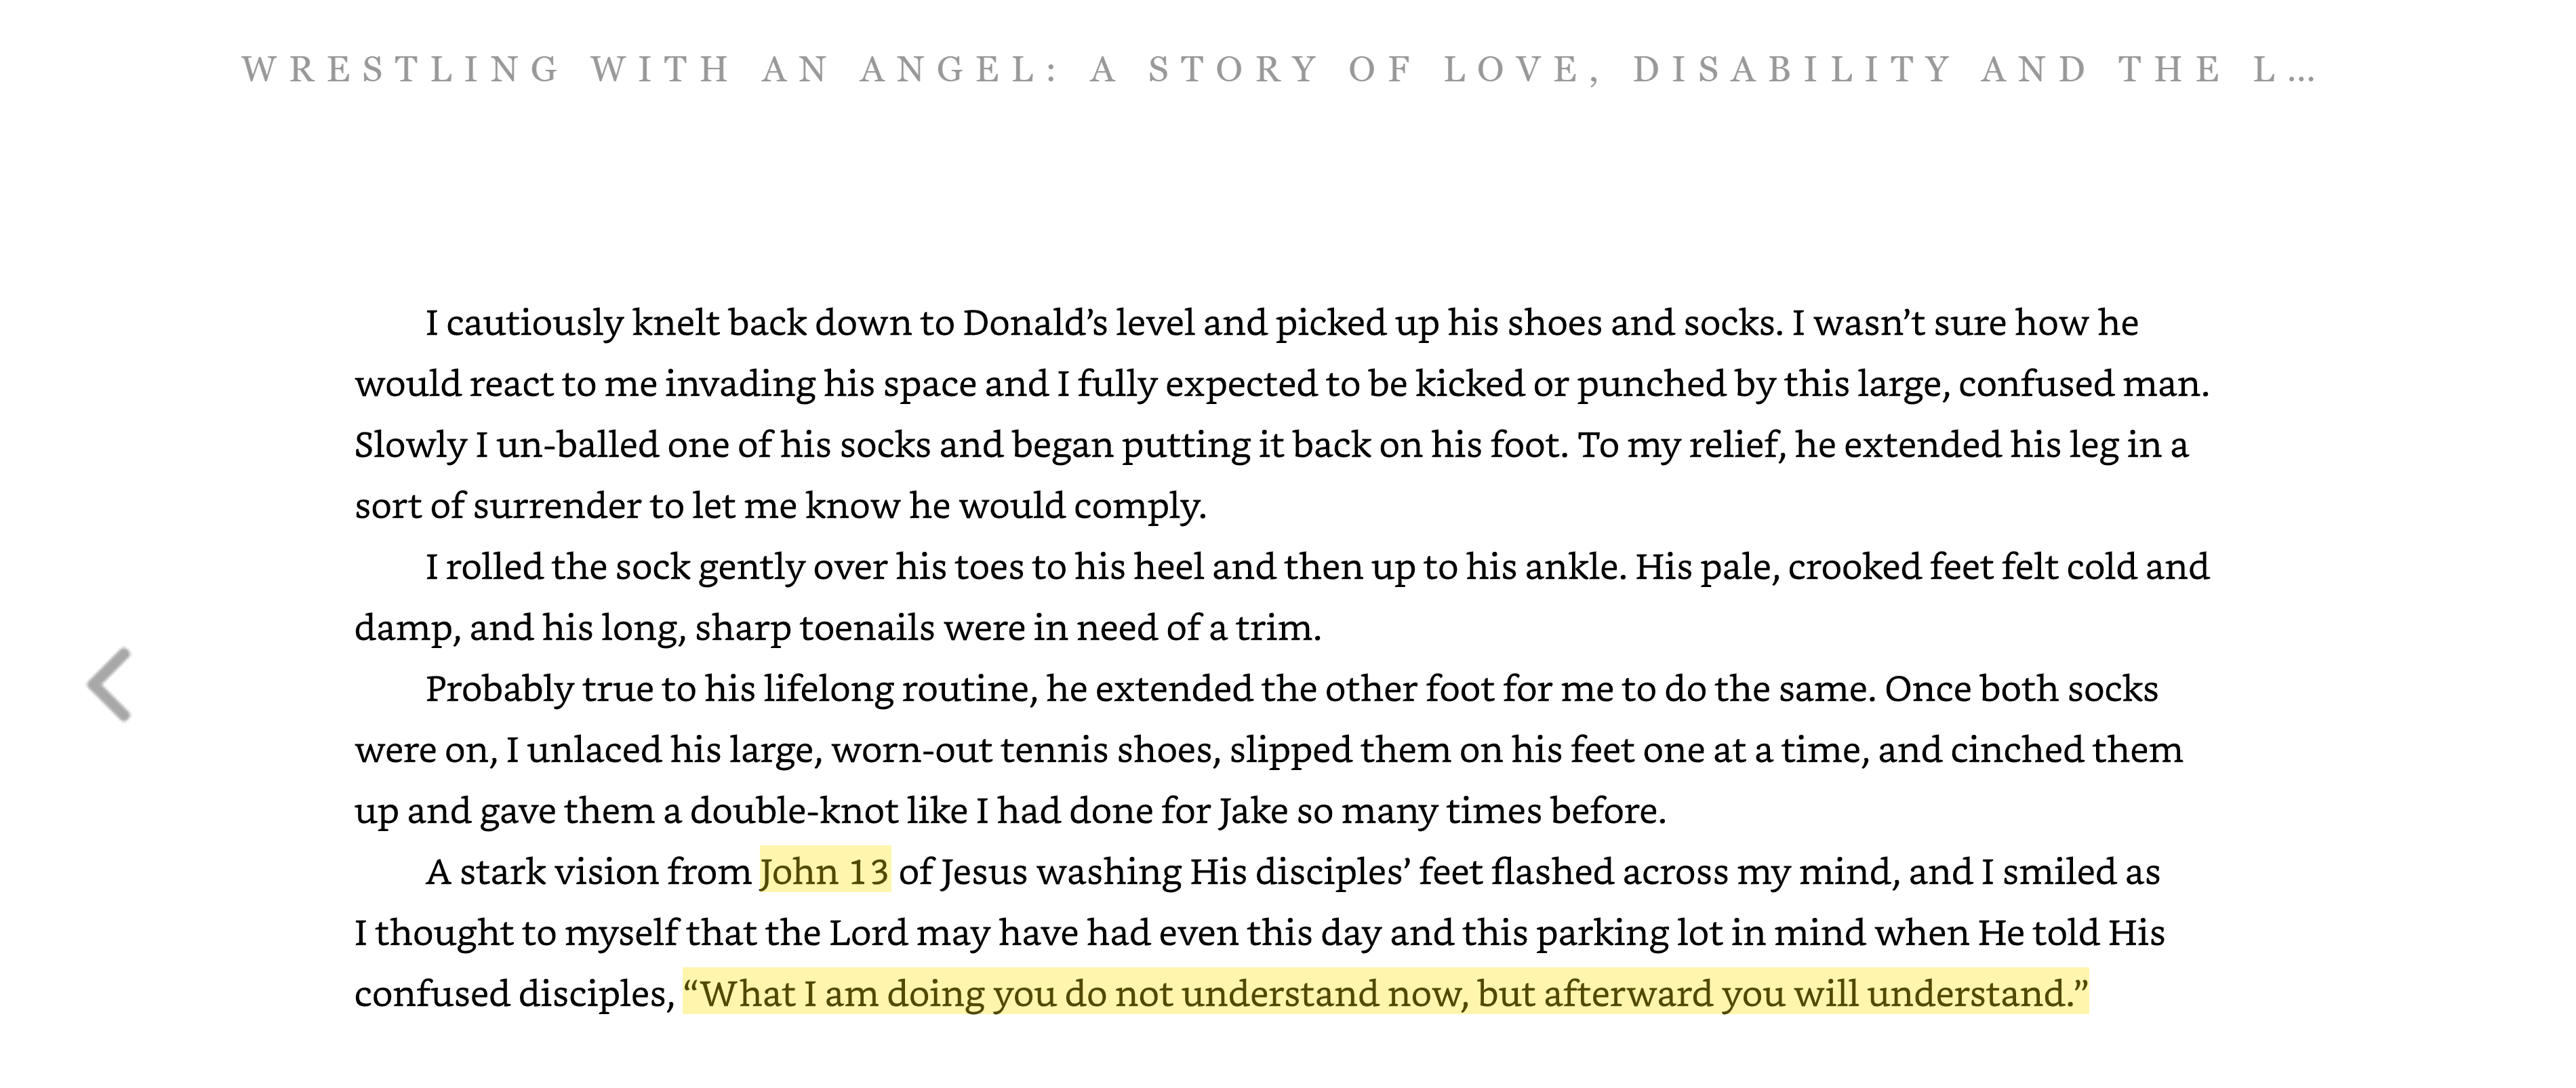 WRESTLING WITH AN ANGEL: A STORY OF LOVE, DISABILITY AND THE L…
I cautiously knelt back down to Donald’s level and picked up his shoes and socks. I wasn’t sure how he
would react to me invading his space and I fully expected to be kicked or punched by this large, confused man.
Slowly I un-balled one of his socks and began putting it back on his foot. To my relief, he extended his leg in a
sort of surrender to let me know he would comply.
I rolled the sock gently over his toes to his heel and then up to his ankle. His pale, crooked feet felt cold and
damp, and his long, sharp toenails were in need of a trim.
Probably true to his lifelong routine, he extended the other foot for me to do the same. Once both socks
were on, I unlaced his large, worn-out tennis shoes, slipped them on his feet one at a time, and cinched them
up and gave them a double-knot like I had done for Jake so many times before.
A stark vision from John 13 of Jesus washing His disciples’ feet flashed across my mind, and I smiled as
I thought to myself that the Lord may have had even this day and this parking lot in mind when He told His
confused disciples, “What I am doing you do not understand now, but afterward you will understand.”